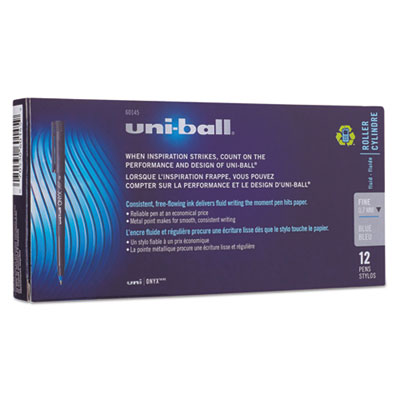 60145
uni-ball®
WHEN INSPIRATION STRIKES, COUNT ON THE
PERFORMANCE AND DESIGN OF UNI-BALL®
LORSQUE L'INSPIRATION FRAPPE, VOUS POUVEZ
COMPTER SUR LA PERFORMANCE ET LE DESIGN D'UNI-BALL®
Consistent, free-flowing ink delivers fluid writing the moment pen hits paper.
• Reliable pen at an economical price
• Metal point makes for smooth, consistent writing
L'encre fluide et régulière procure une écriture lisse dès que le stylo touche le papier.
• Un stylo fiable à un prix économique
• La pointe métallique procure une écriture lisse et régulière
uni | ONYX
ROLLER
CYLINDRE
fluid · fluide
FINE
0.7 MM
BLUE
BLEU
12
PENS
STYLOS